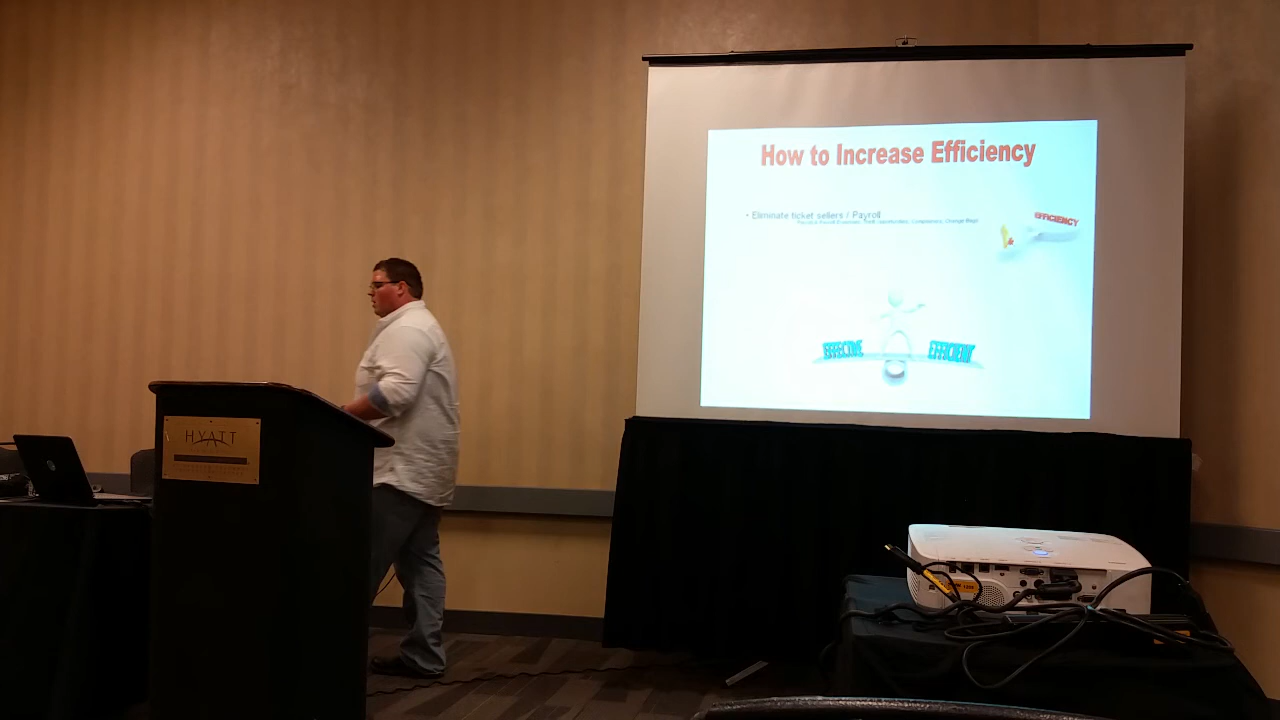 How to Increase Efficiency
• Eliminate ticket sellers / Payroll
EFFICIENCY
EFFECTIVE
EFFICIENT
HYATT